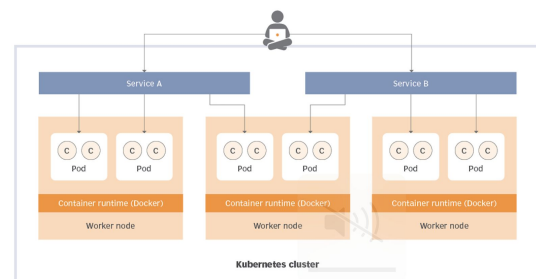 Service A
Service B
C C C C C C C C C C C C
Pod Pod Pod Pod Pod Pod
Container runtime (Docker) Container runtime (Docker) Container runtime (Docker)
Worker node Worker node Worker node
Kubernetes cluster